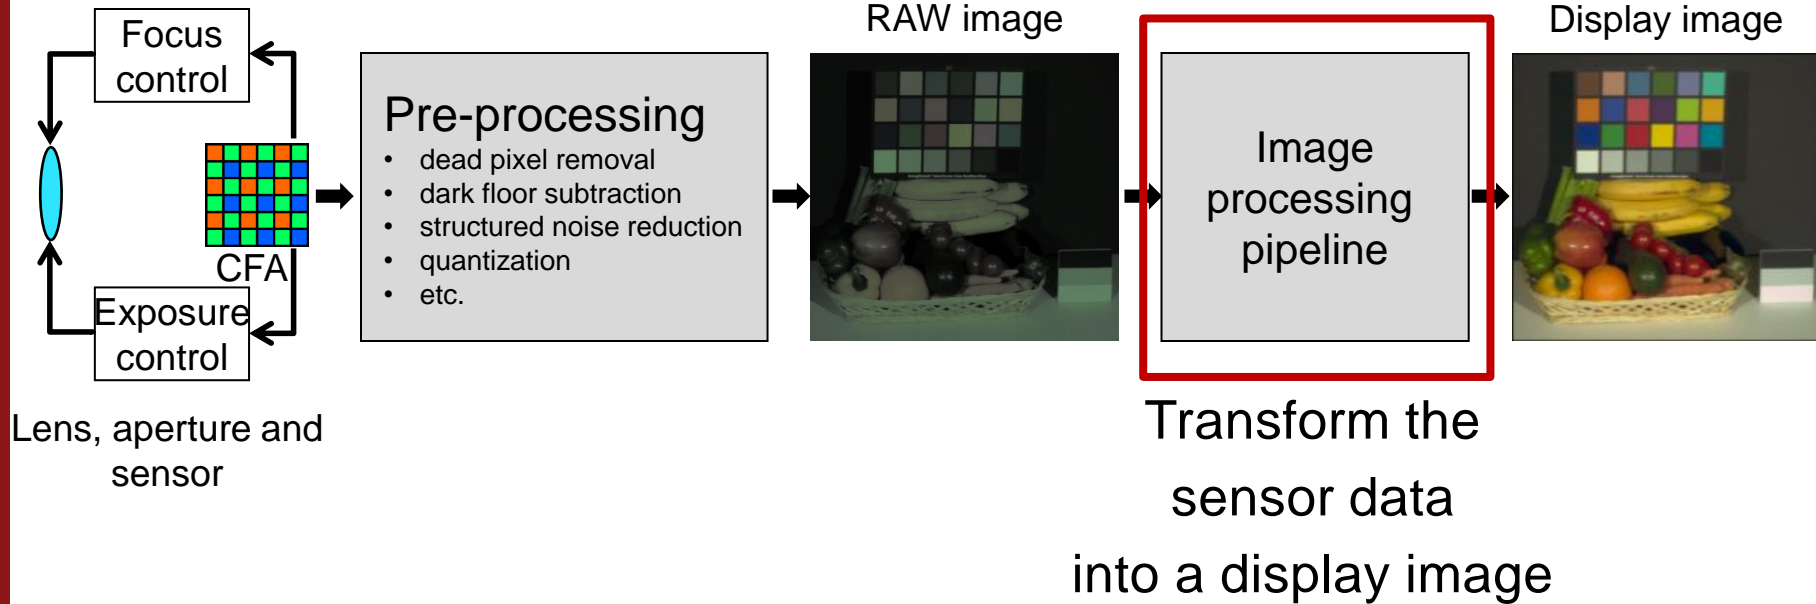 Focus
control
CFA
Exposure
control
Lens, aperture and
sensor
Pre-processing
• dead pixel removal
• dark floor subtraction
• structured noise reduction
• quantization
• etc.
RAW image
Image
processing
pipeline
Transform the
sensor data
into a display image
Display image